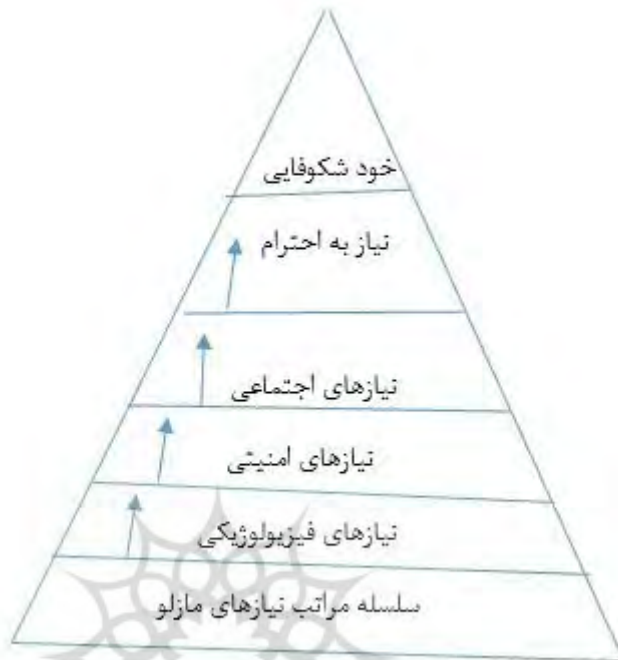 خود شکوفایی
نیاز به احترام
نیازهای اجتماعی
نیازهای امنیتی
نیازهای فیزیولوژیکی
سلسله مراتب نیازهای مازلو